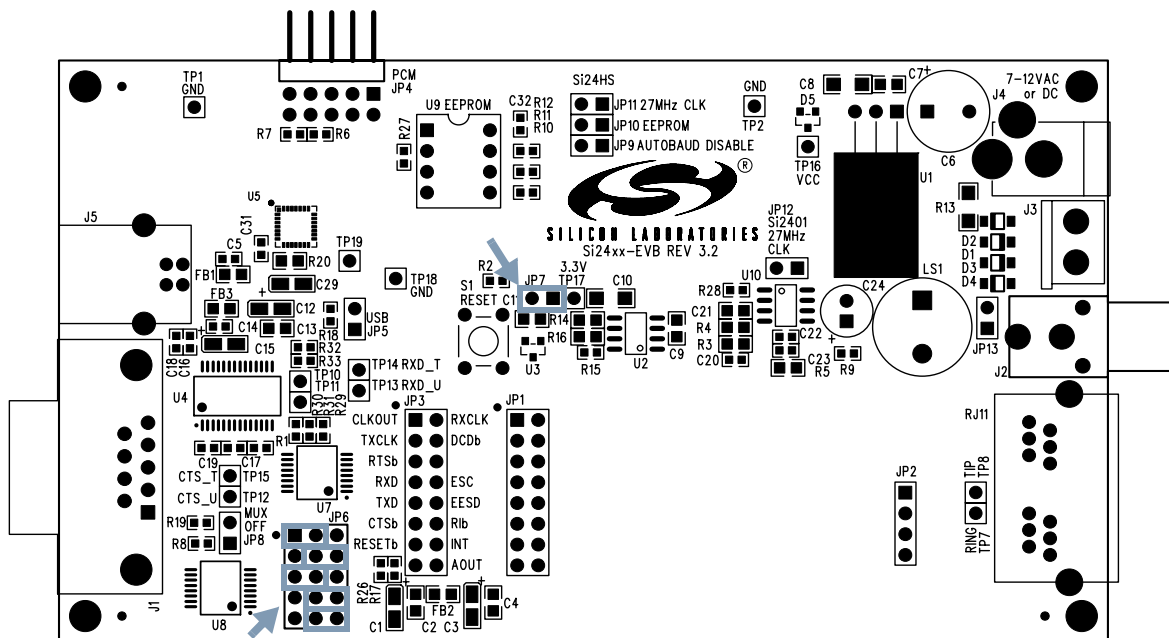 TP1
GND
PCM
JP4
R7
R6
U9 EEPROM
R27
C32
R12
R11
R10
Si24HS
JP11 27MHz CLK
JP10 EEPROM
JP9 AUTOBAUD DISABLE
GND
TP2
C8
D5
C7
+
TP16
VCC
C6
U1
7-12VAC
or DC
J4
R13
J3
D2
D1
D3
D4
®
SILICON LABORATORIES
Si24xx-EVB REV 3.2
JP12
Si2401
27MHz
CLK
J5
U5
C31
C5
FB1
R20
TP19
C29
TP18
GND
FB3
+
C12
C14
C13
+
C15
R18
USB
JP5
C18
C16
R32
R33
TP10
TP11
TP14 RXD_T
TP13 RXD_U
R2
S1
RESET
C11
JP7
3.3V
TP17
C10
R14
R16
U3
R15
U2
C9
U10
R28
C21
R4
R3
C20
C22
C23
C24
+
R5
R9
LS1
JP13
J2
U4
R30
R31
R29
R1
C19
C17
CTS_T
TP15
CTS_U
TP12
MUX
OFF
JP8
R19
R8
U7
U8
J1
JP6
JP3
CLKOUT
RXCLK
TXCLK
DCDb
RTSb
RXD
ESC
TXD
EESD
CTSb
RIb
RESETb
INT
AOUT
JP1
R26
R17
C1
+
C2
FB2
C3
+
C4
JP2
RJ11
TIP
TP8
RING
TP7